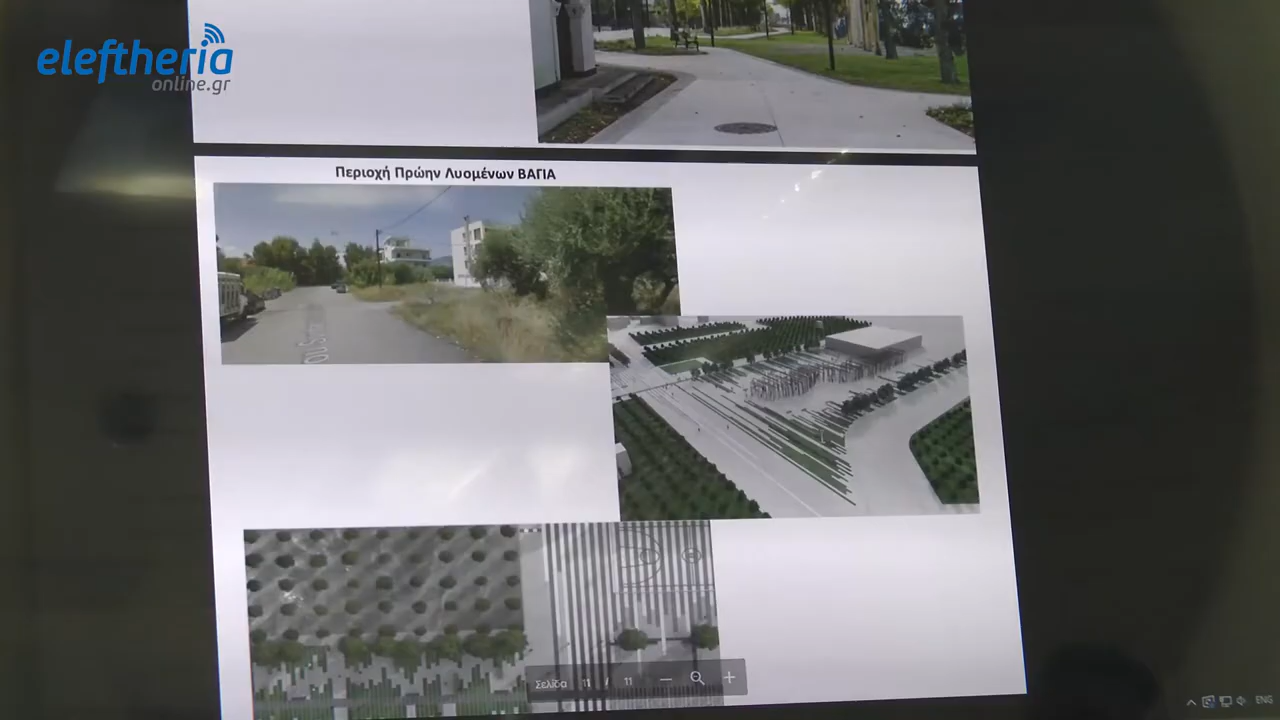 eleftheria
online.gr
Περιοχή Πρώην Λυομένων ΒΑΓΙΑ
Σελίδα 11 / 11
ENG